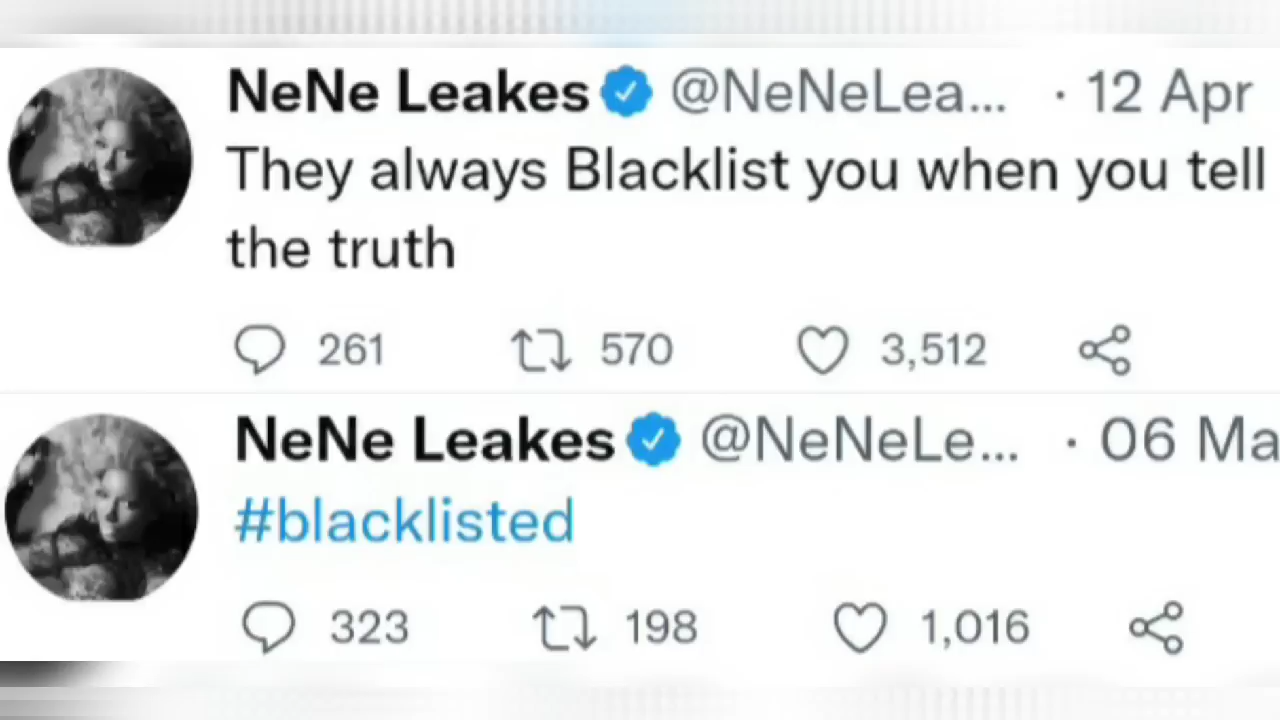 NeNe Leakes @NeNeLea... · 12 Apr
They always Blacklist you when you tell
the truth
261 570 3,512
NeNe Leakes @NeNeLe... · 06 Ma
#blacklisted
323 198 1,016